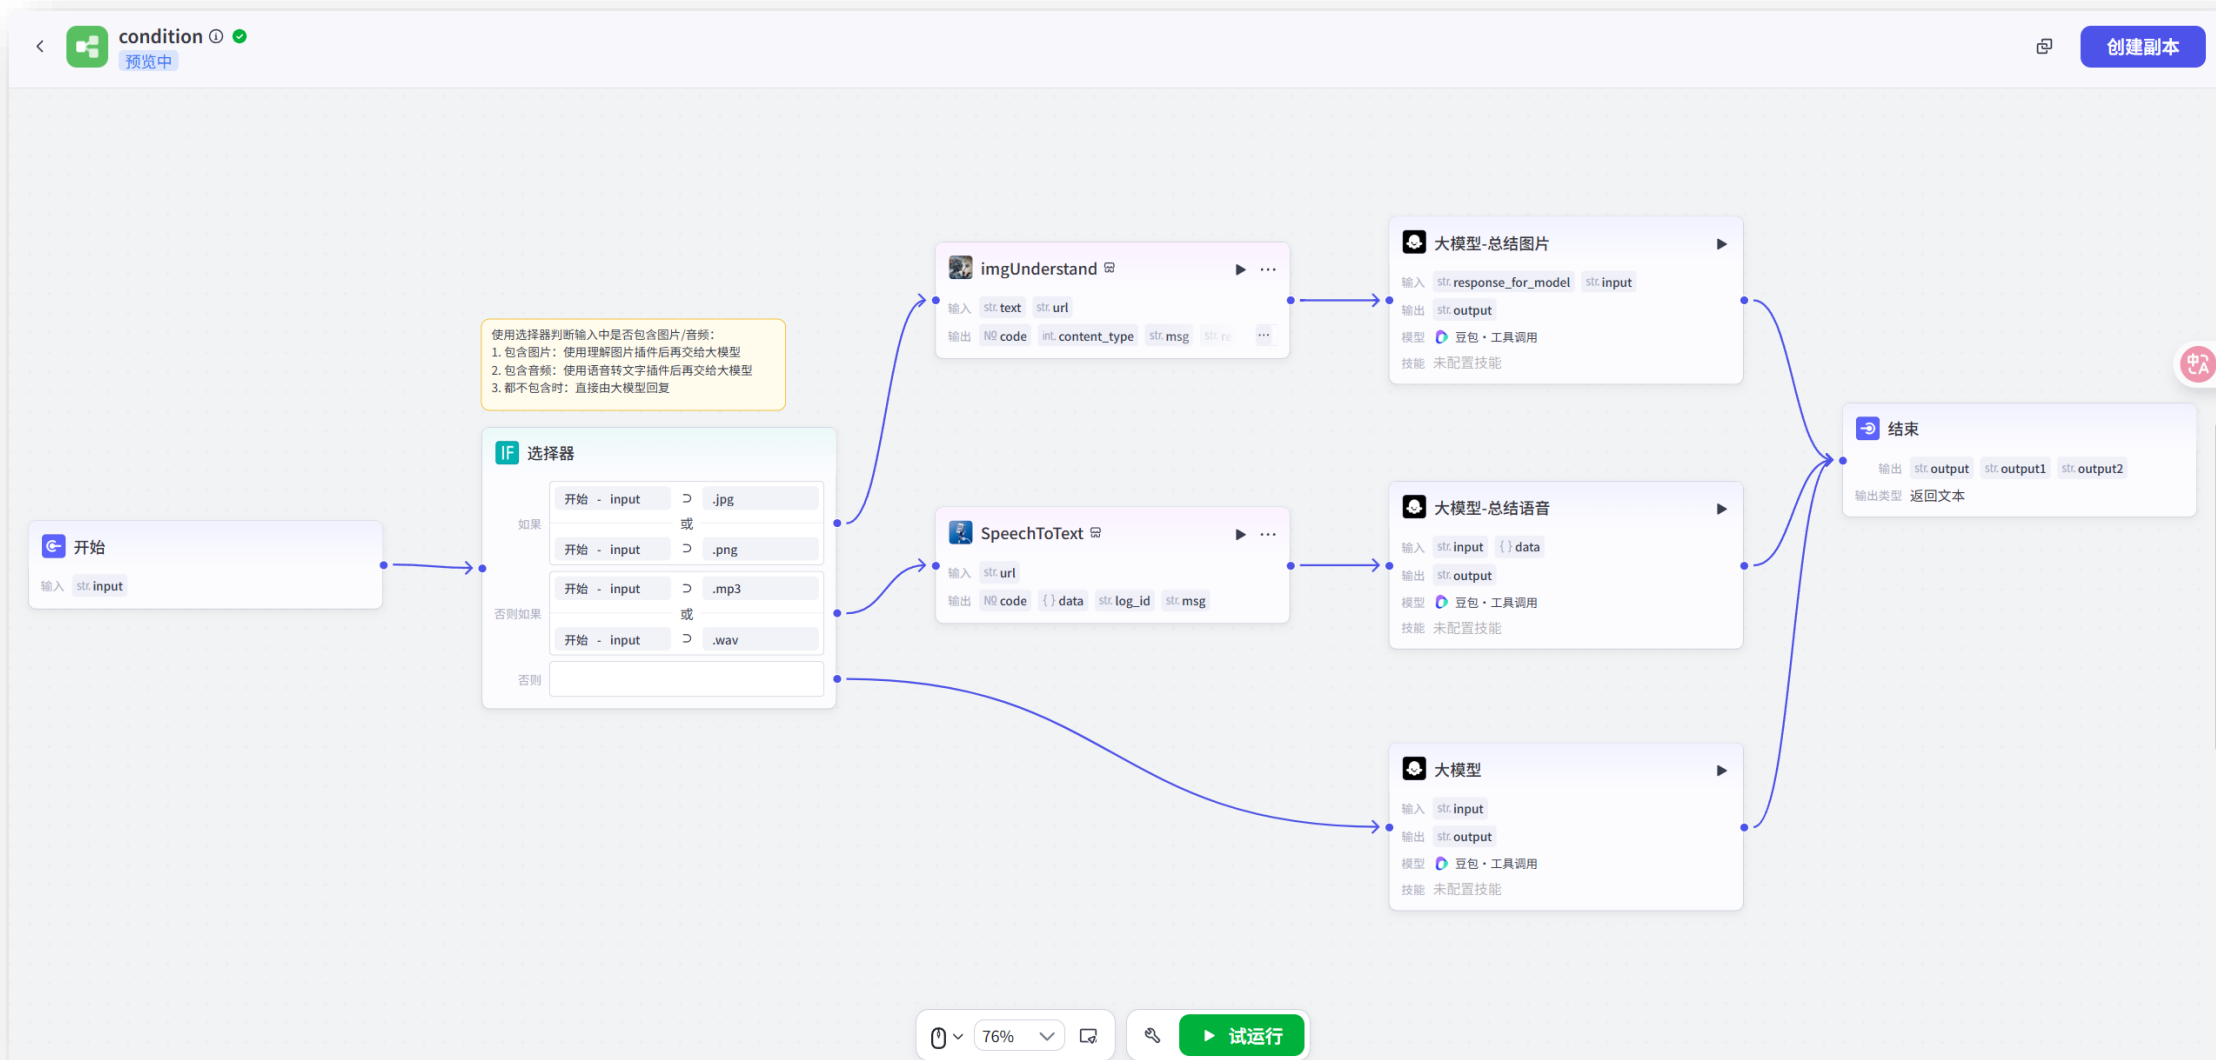 condition
预览中
创建副本
使用选择器判断输入中是否包含图片/音频：
1. 包含图片：使用理解图片插件后再交给大模型
2. 包含音频：使用语音转文字插件后再交给大模型
3. 都不包含时：直接由大模型回复
开始
输入 str. input
IF 选择器
如果
开始 - input ⊃ .jpg
或
开始 - input ⊃ .png
否则如果
开始 - input ⊃ .mp3
或
开始 - input ⊃ .wav
否则
imgUnderstand
输入 str. text str. url
输出 NO code int. content_type str. msg str. re ...
SpeechToText
输入 str. url
输出 NO code { } data str. log_id str. msg
大模型-总结图片
输入 str. response_for_model str. input
输出 str. output
模型 豆包・工具调用
技能 未配置技能
大模型-总结语音
输入 str. input { } data
输出 str. output
模型 豆包・工具调用
技能 未配置技能
大模型
输入 str. input
输出 str. output
模型 豆包・工具调用
技能 未配置技能
结束
输出 str. output str. output1 str. output2
输出类型 返回文本
中A
76%
试运行